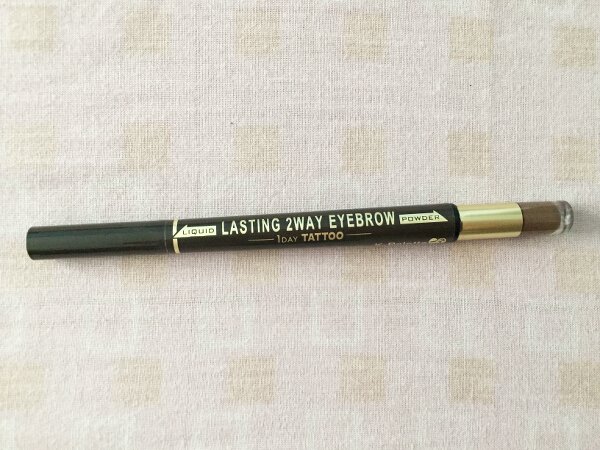 LIQUID LASTING 2WAY EYEBROW POWDER
1DAY TATTOO